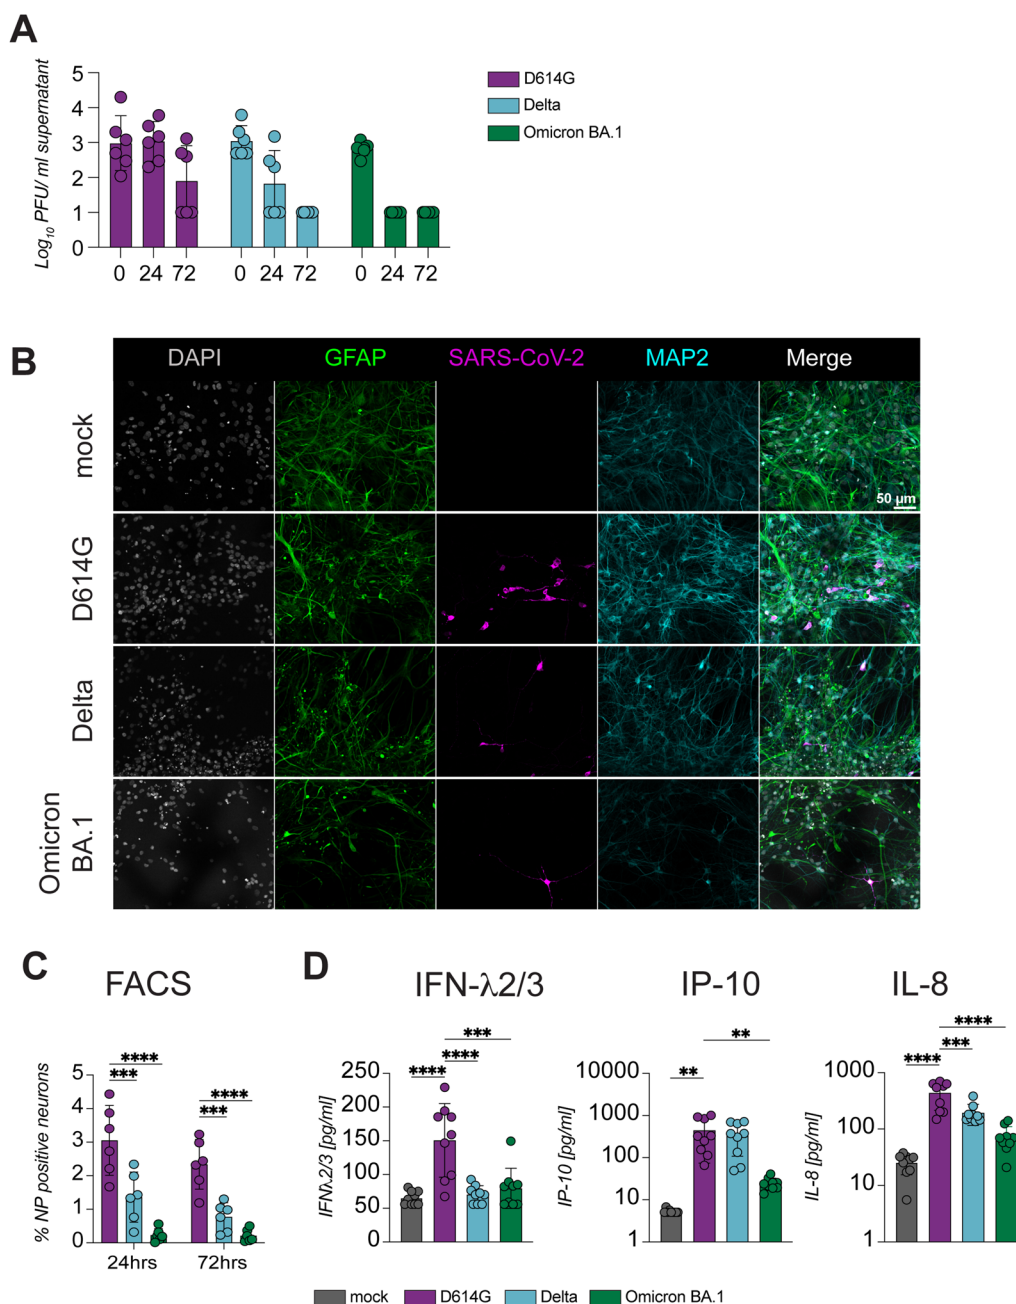 A
Log10 PFU/ ml supernatant
5
4
3
2
1
0
0 24 72 0 24 72 0 24 72
D614G
Delta
Omicron BA.1
B
DAPI GFAP SARS-CoV-2 MAP2 Merge
mock
50 µm
D614G
Delta
Omicron
BA.1
C
FACS
% NP positive neurons
5
4
3
2
1
0
****
***
****
***
24hrs 72hrs
D
IFN-λ2/3
IFNλ2/3 [pg/ml]
250
200
150
100
50
0
***
****
****
IP-10
IP-10 [pg/ml]
10000
1000
100
10
1
**
**
IL-8
IL-8 [pg/ml]
1000
100
10
1
****
***
****
mock D614G Delta Omicron BA.1